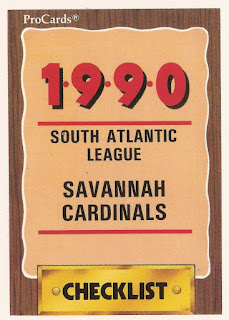 ProCards®
1·9·9·0
SOUTH ATLANTIC
LEAGUE
SAVANNAH
CARDINALS
CHECKLIST